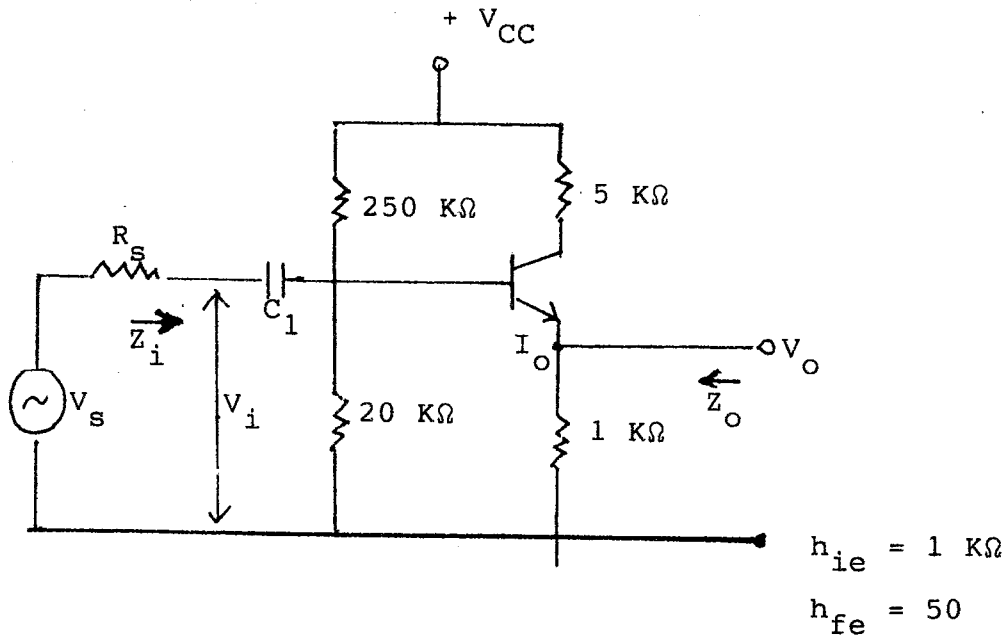 + V_CC
250 KΩ
5 KΩ
R_s
C_1
Z_i
I_o
V_o
Z_o
V_s
V_i
20 KΩ
1 KΩ
h_ie = 1 KΩ
h_fe = 50